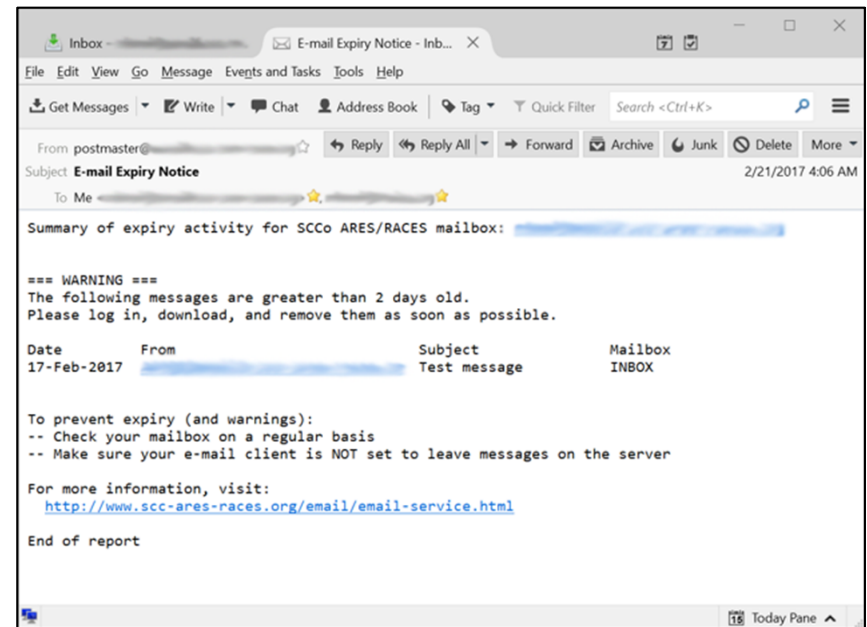 Inbox -
E-mail Expiry Notice - Inb...
7
File Edit View Go Message Events and Tasks Tools Help
Get Messages Write Chat Address Book Tag Quick Filter Search <Ctrl+K>
From postmaster@ Reply Reply All Forward Archive Junk Delete More
Subject E-mail Expiry Notice 2/21/2017 4:06 AM
To Me
Summary of expiry activity for SCCo ARES/RACES mailbox:
=== WARNING ===
The following messages are greater than 2 days old.
Please log in, download, and remove them as soon as possible.
Date From Subject Mailbox
17-Feb-2017 Test message INBOX
To prevent expiry (and warnings):
-- Check your mailbox on a regular basis
-- Make sure your e-mail client is NOT set to leave messages on the server
For more information, visit:
http://www.scc-ares-races.org/email/email-service.html
End of report
15 Today Pane